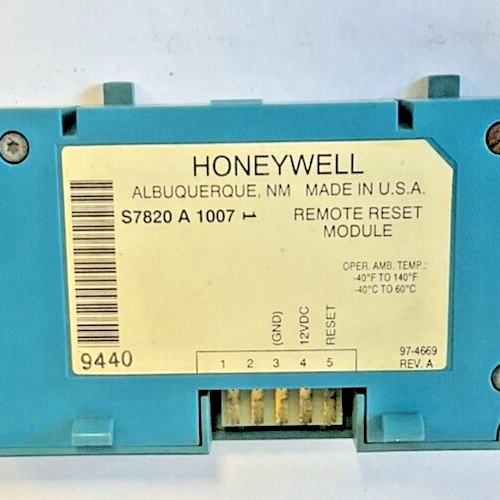 HONEYWELL
ALBUQUERQUE, NM MADE IN U.S.A.
S7820 A 1007 1
REMOTE RESET
MODULE
OPER. AMB. TEMP.:
-40°F TO 140°F
-40°C TO 60°C
(GND)
12VDC
RESET
1 2 3 4 5
9440
97-4669
REV. A